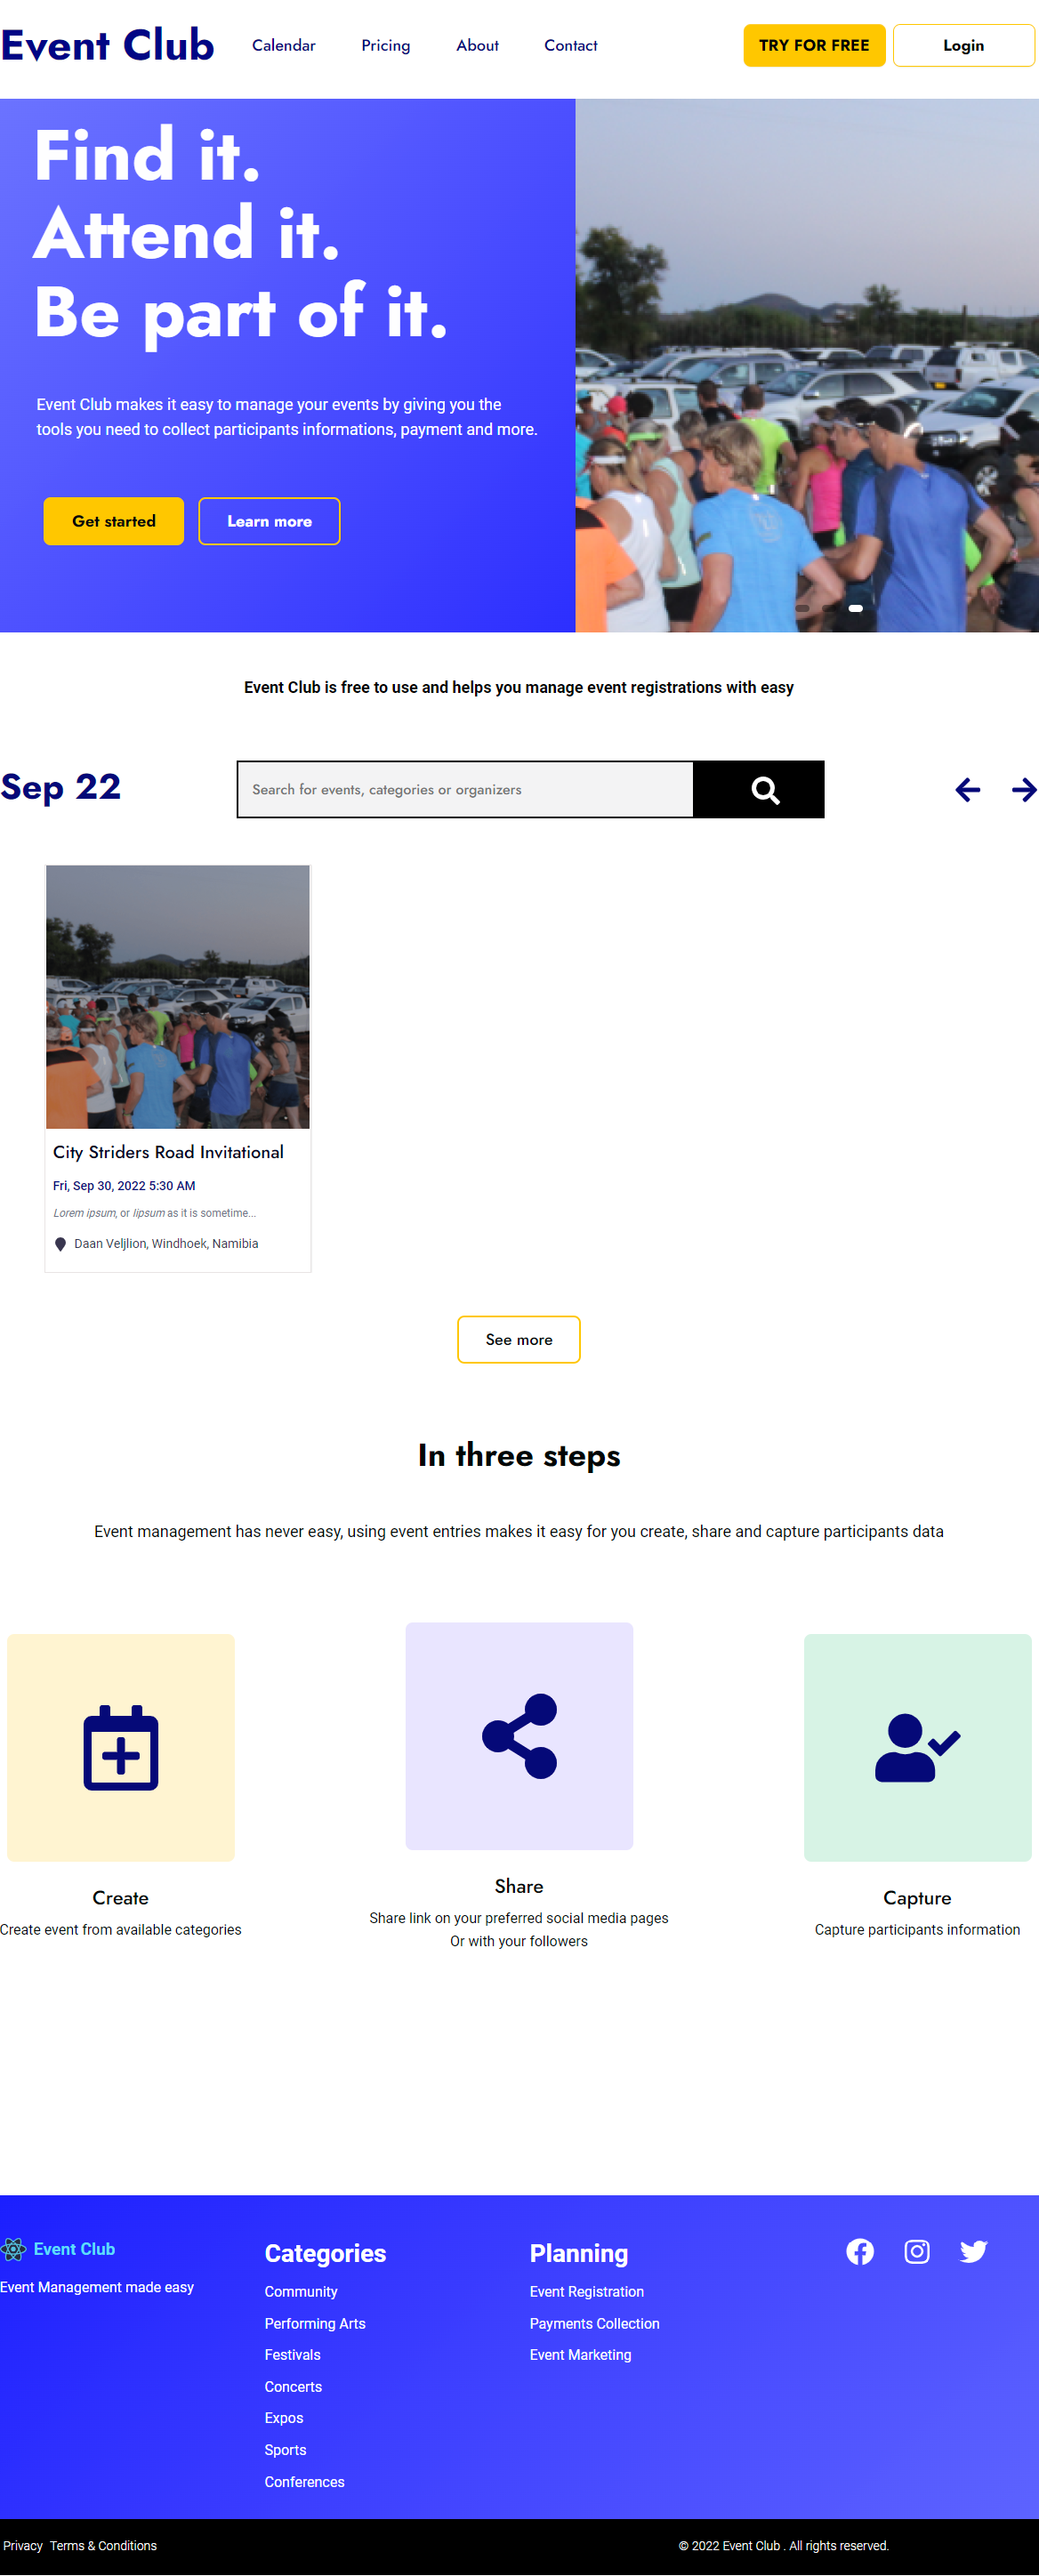 Event Club
Calendar
Pricing
About
Contact
TRY FOR FREE
Login
Find it.
Attend it.
Be part of it.
Event Club makes it easy to manage your events by giving you the
tools you need to collect participants informations, payment and more.
Get started
Learn more
Event Club is free to use and helps you manage event registrations with easy
Sep 22
Search for events, categories or organizers
City Striders Road Invitational
Fri, Sep 30, 2022 5:30 AM
Lorem ipsum, or lipsum as it is sometime...
Daan Veljlion, Windhoek, Namibia
See more
In three steps
Event management has never easy, using event entries makes it easy for you create, share and capture participants data
Create
Create event from available categories
Share
Share link on your preferred social media pages
Or with your followers
Capture
Capture participants information
Event Club
Event Management made easy
Categories
Community
Performing Arts
Festivals
Concerts
Expos
Sports
Conferences
Planning
Event Registration
Payments Collection
Event Marketing
Privacy
Terms & Conditions
© 2022 Event Club . All rights reserved.